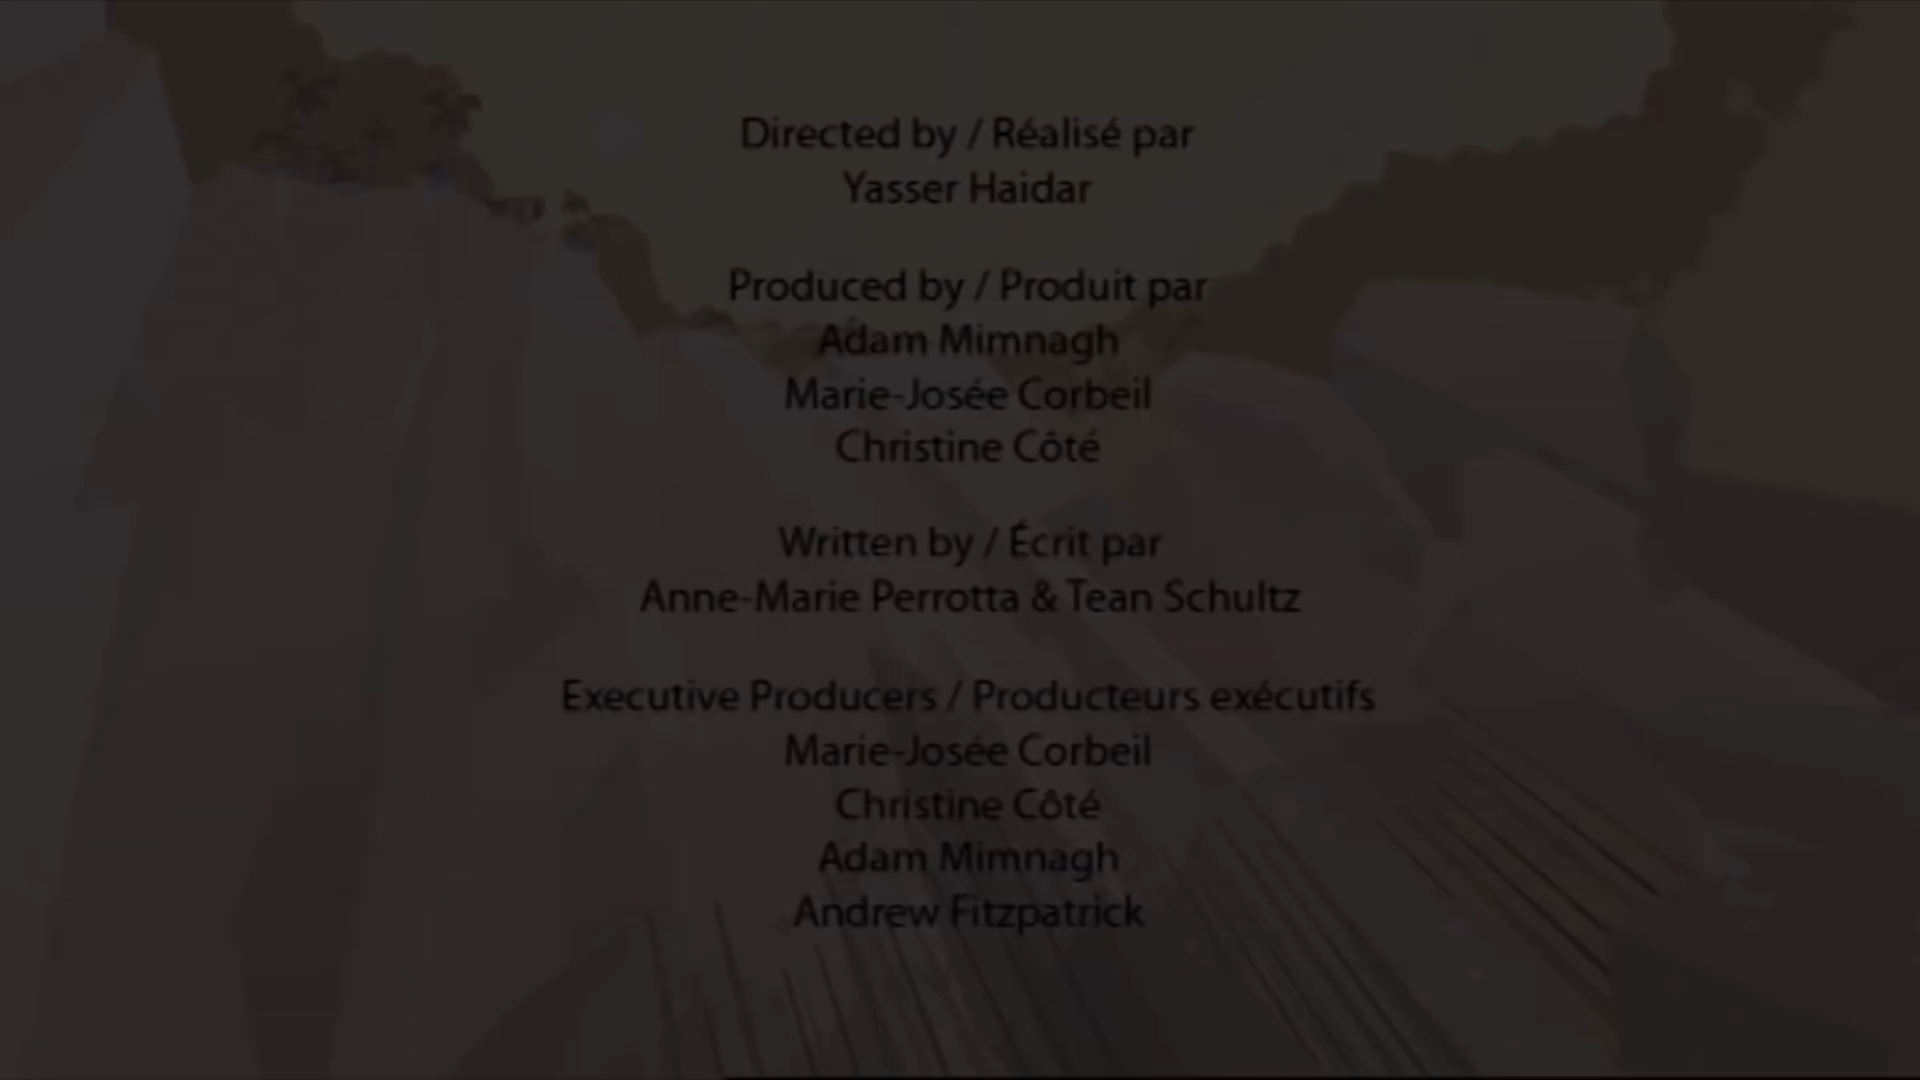 Directed by / Réalisé par
Yasser Haidar
Produced by / Produit par
Adam Mimnagh
Marie-Josée Corbeil
Christine Côté
Written by / Écrit par
Anne-Marie Perrotta & Tean Schultz
Executive Producers / Producteurs exécutifs
Marie-Josée Corbeil
Christine Côté
Adam Mimnagh
Andrew Fitzpatrick